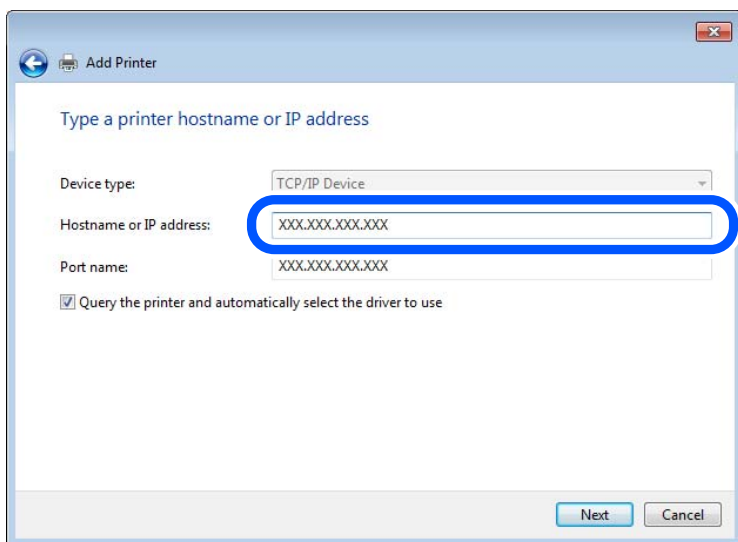 Add Printer
Type a printer hostname or IP address
Device type: TCP/IP Device
Hostname or IP address: XXX.XXX.XXX.XXX
Port name: XXX.XXX.XXX.XXX
Query the printer and automatically select the driver to use
Next Cancel